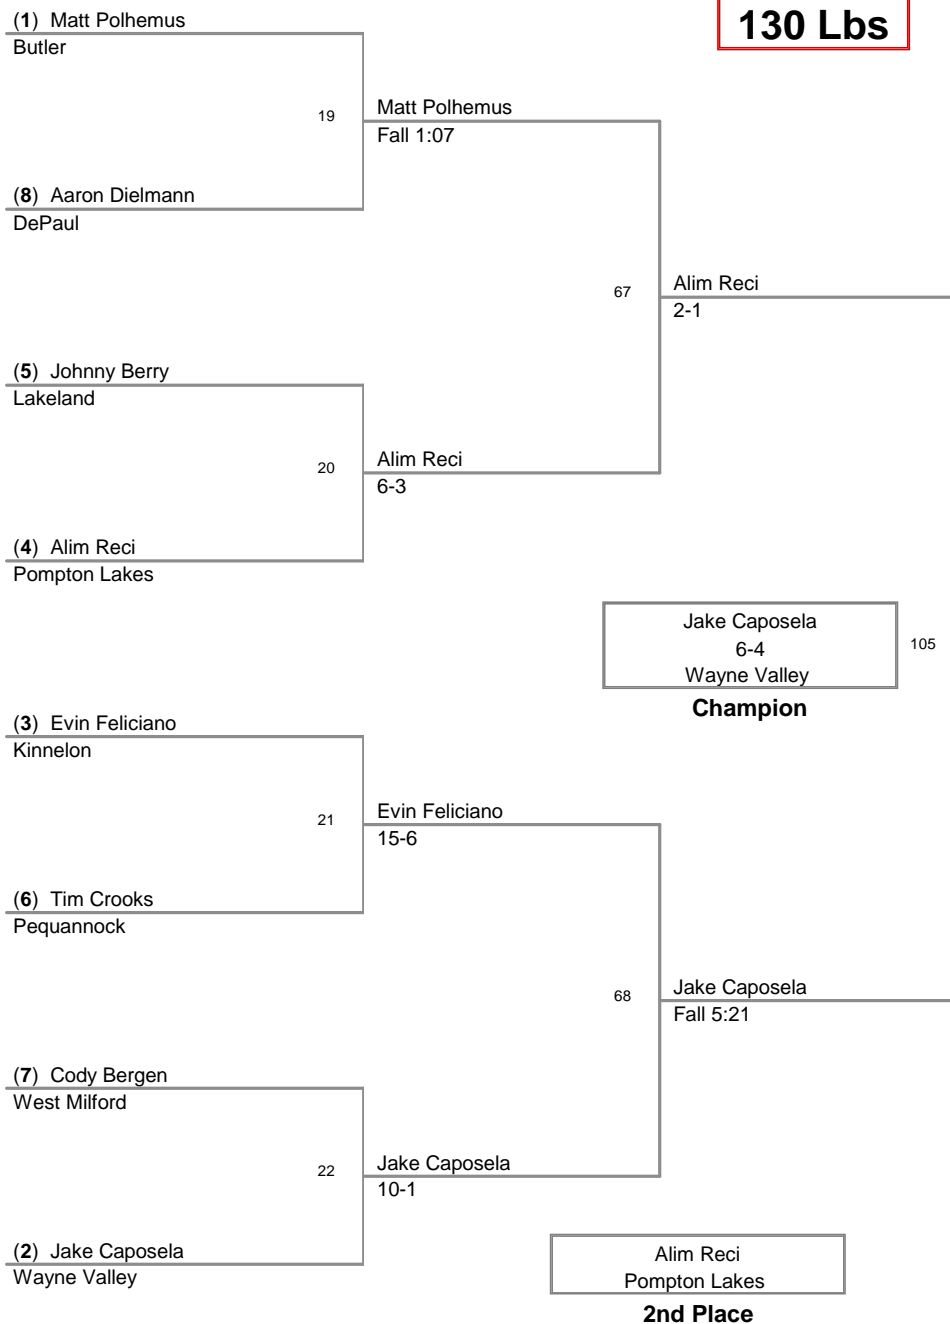 130 Lbs
(1) Matt Polhemus
Butler
19
Matt Polhemus
Fall 1:07
(8) Aaron Dielmann
DePaul
67
Alim Reci
2-1
(5) Johnny Berry
Lakeland
20
Alim Reci
6-3
(4) Alim Reci
Pompton Lakes
Jake Caposela
6-4
Wayne Valley
105
Champion
(3) Evin Feliciano
Kinnelon
21
Evin Feliciano
15-6
(6) Tim Crooks
Pequannock
68
Jake Caposela
Fall 5:21
(7) Cody Bergen
West Milford
22
Jake Caposela
10-1
(2) Jake Caposela
Wayne Valley
Alim Reci
Pompton Lakes
2nd Place